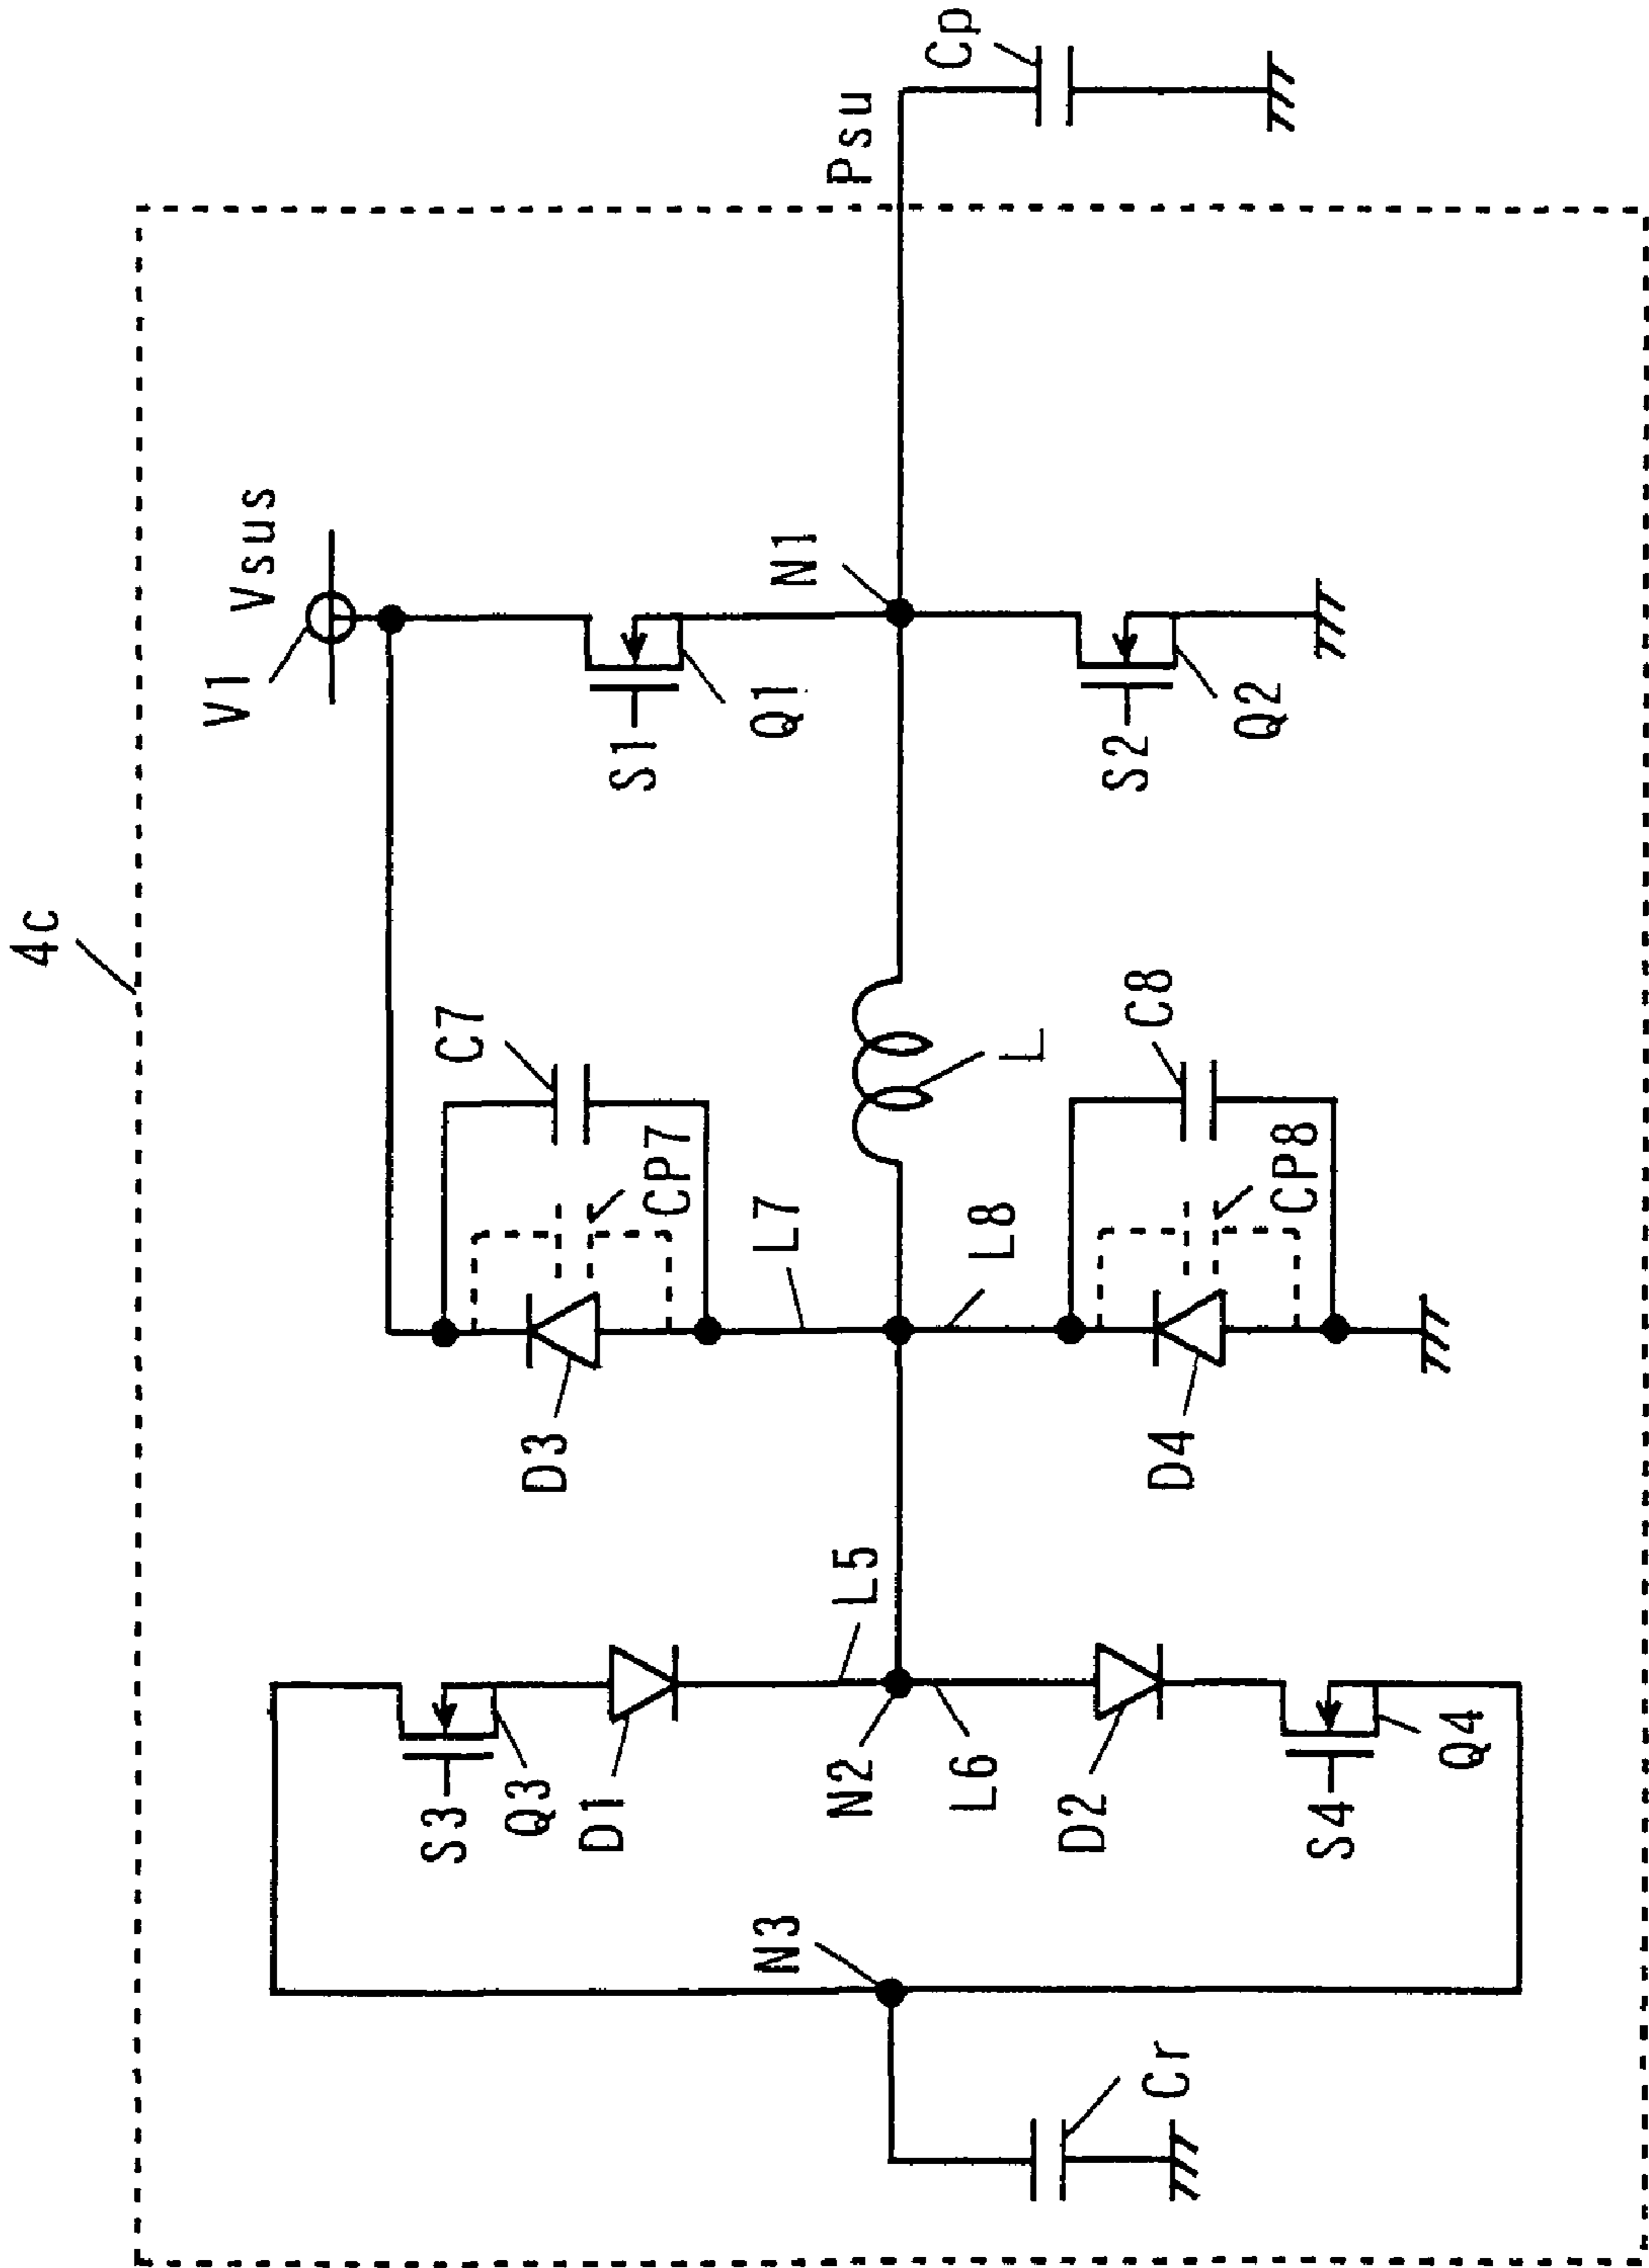 4c
V1
Vsus
Psu
Cp
C7
S1
Q1
CP7
D3
N1
L7
L
L8
S3
Q3
D1
L5
N2
L6
N3
S2
Q2
C8
CP8
D4
D2
S4
Q4
Cr